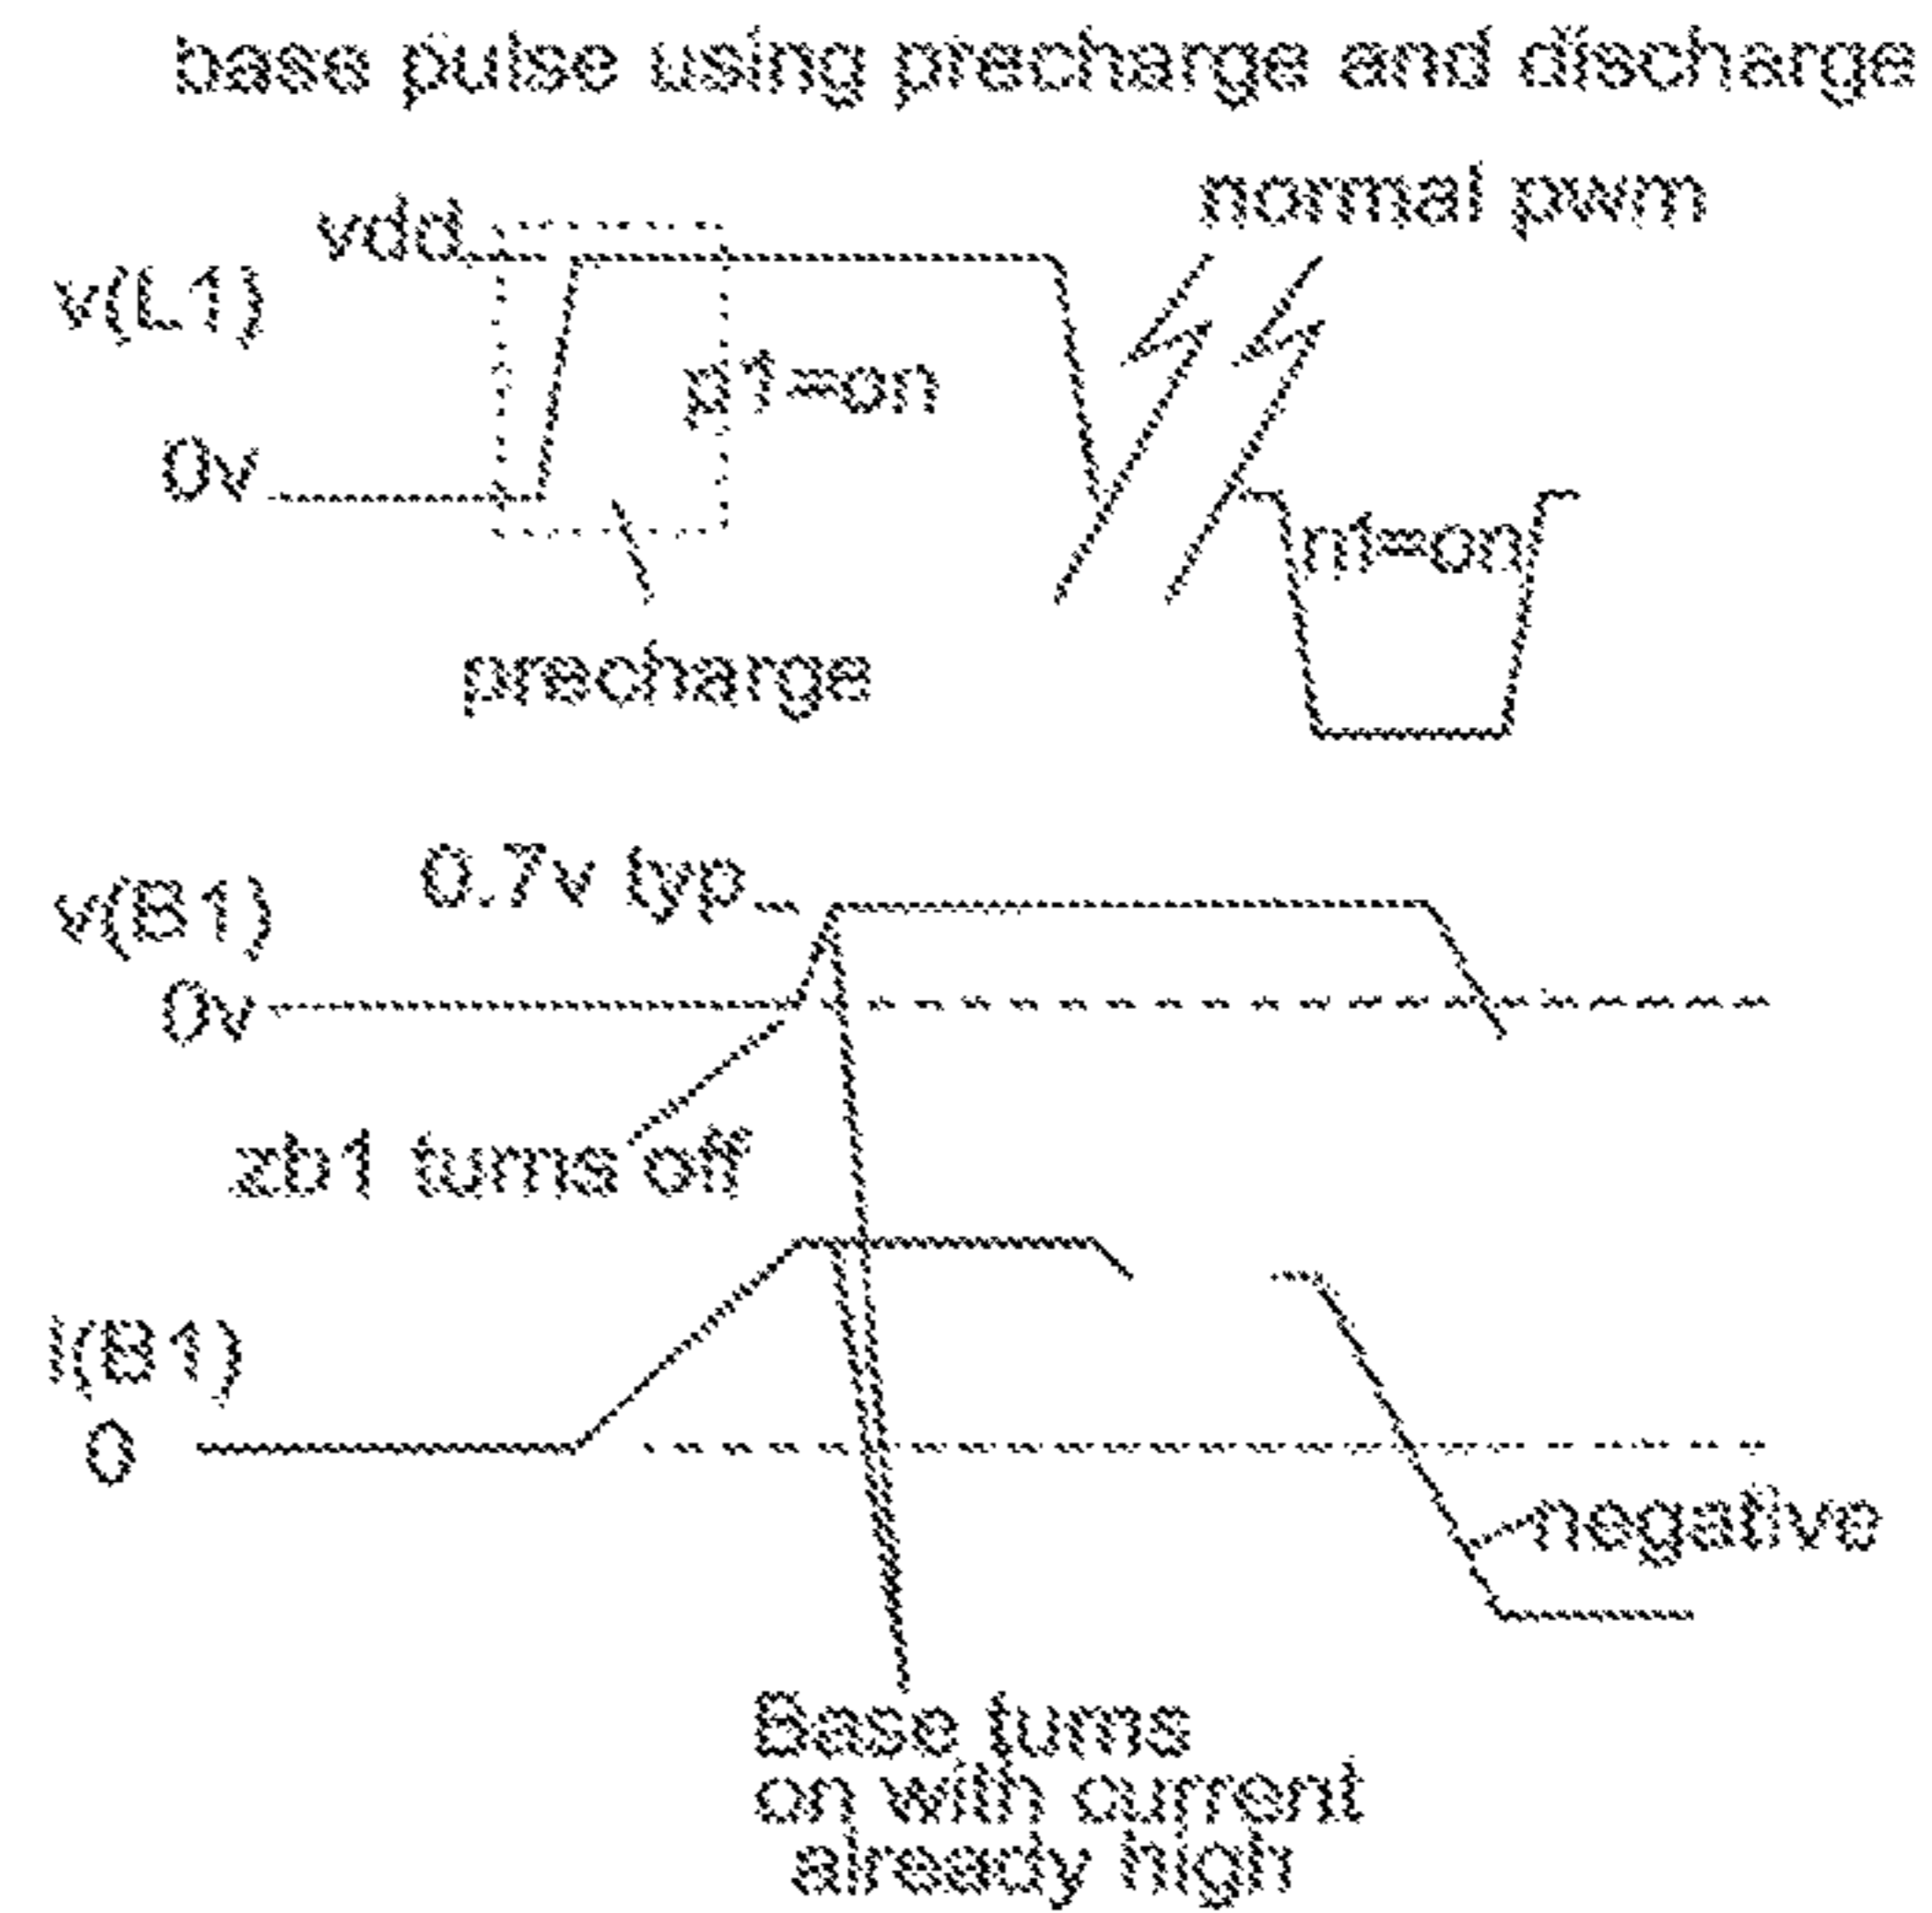 base pulse using precharge and discharge
normal pwm
vdd
v(L1)
p1=on
0v
n1=on
precharge
0.7v typ
v(B1)
0v
zb1 turns off
I(B1)
0
negative
Base turns
on with current
already high